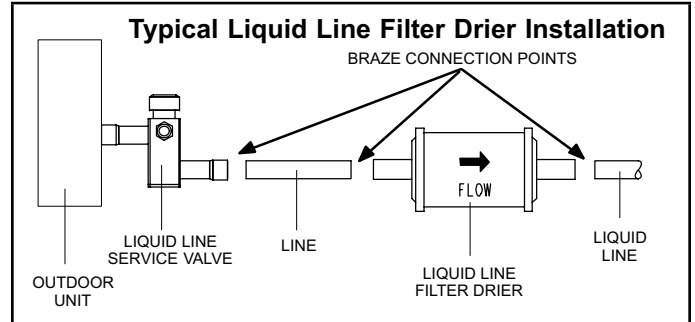 Typical Liquid Line Filter Drier Installation
BRAZE CONNECTION POINTS
FLOW
OUTDOOR
UNIT
LIQUID LINE
SERVICE VALVE
LINE
LIQUID LINE
FILTER DRIER
LIQUID
LINE